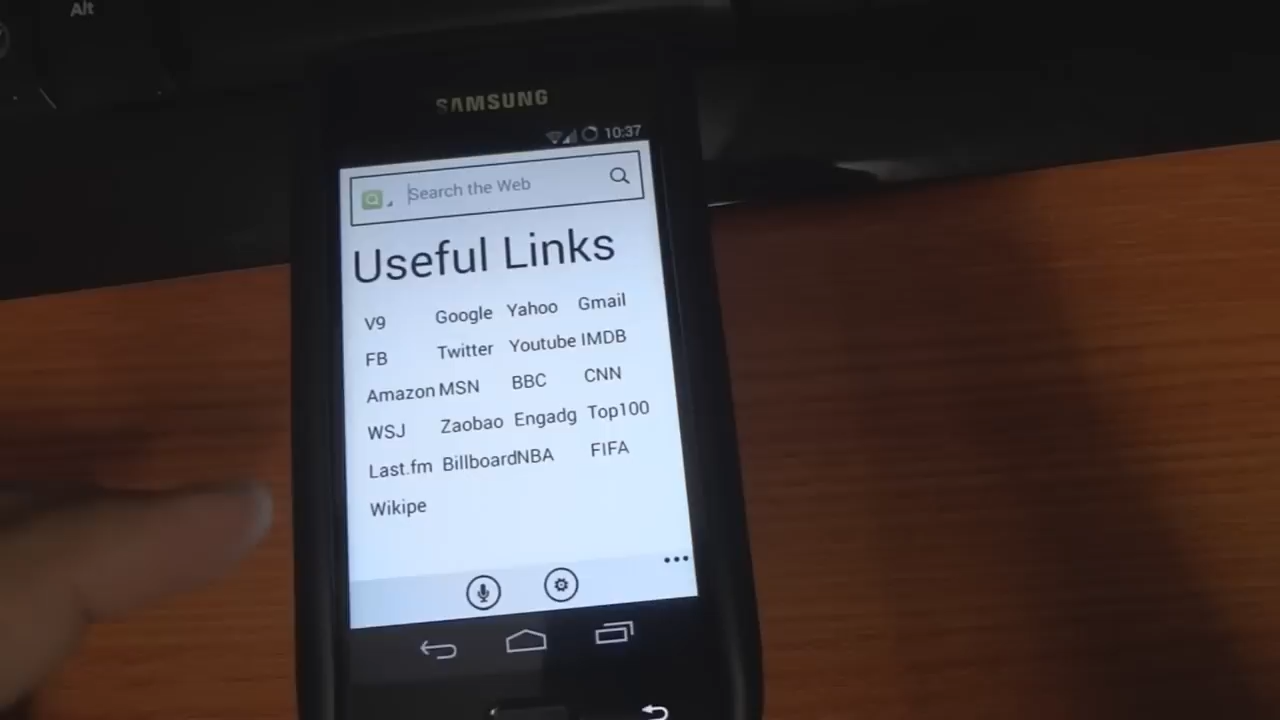 Alt
SAMSUNG
10:37
Search the Web
Useful Links
V9 Google Yahoo Gmail
FB Twitter Youtube IMDB
Amazon MSN BBC CNN
WSJ Zaobao Engadg Top100
Last.fm Billboard NBA FIFA
Wikipe